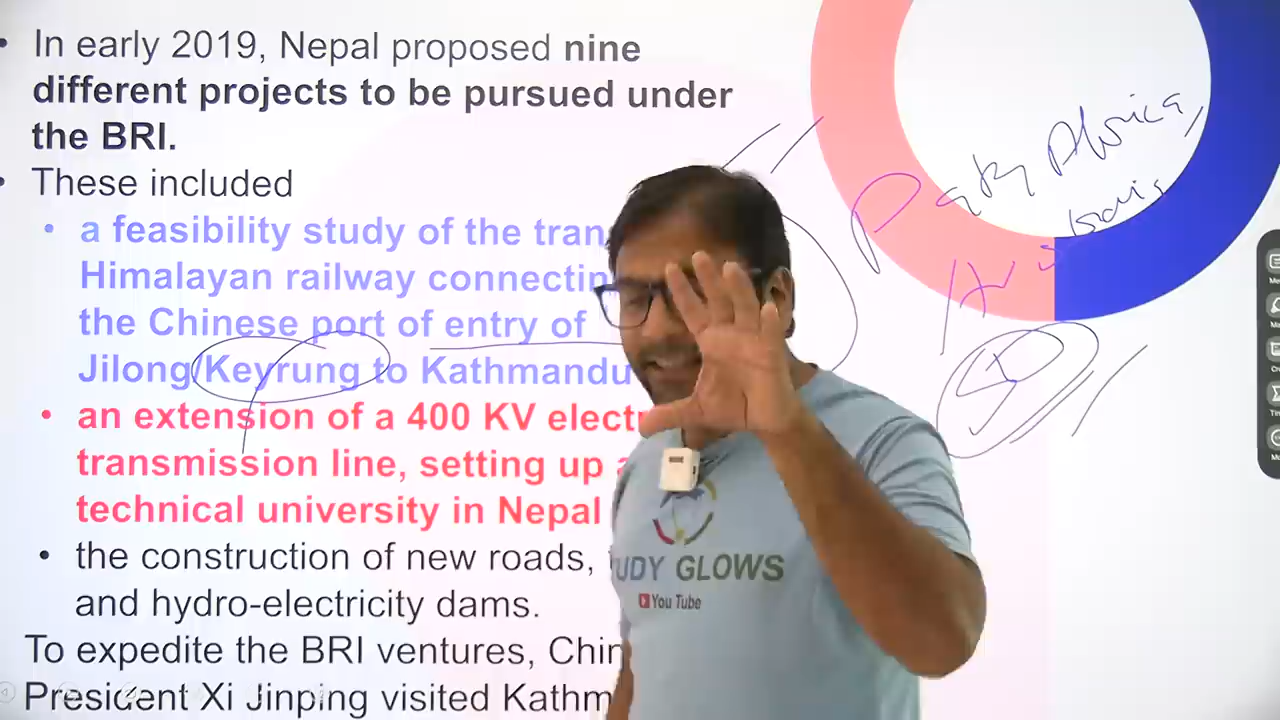 • In early 2019, Nepal proposed nine
different projects to be pursued under
the BRI.
• These included
• a feasibility study of the tran
Himalayan railway connectin
the Chinese port of entry of
Jilong/Keyrung to Kathmandu
• an extension of a 400 KV elect
transmission line, setting up
technical university in Nepal
• the construction of new roads,
and hydro-electricity dams.
To expedite the BRI ventures, Chin
President Xi Jinping visited Kathm
UDY GLOWS
You Tube